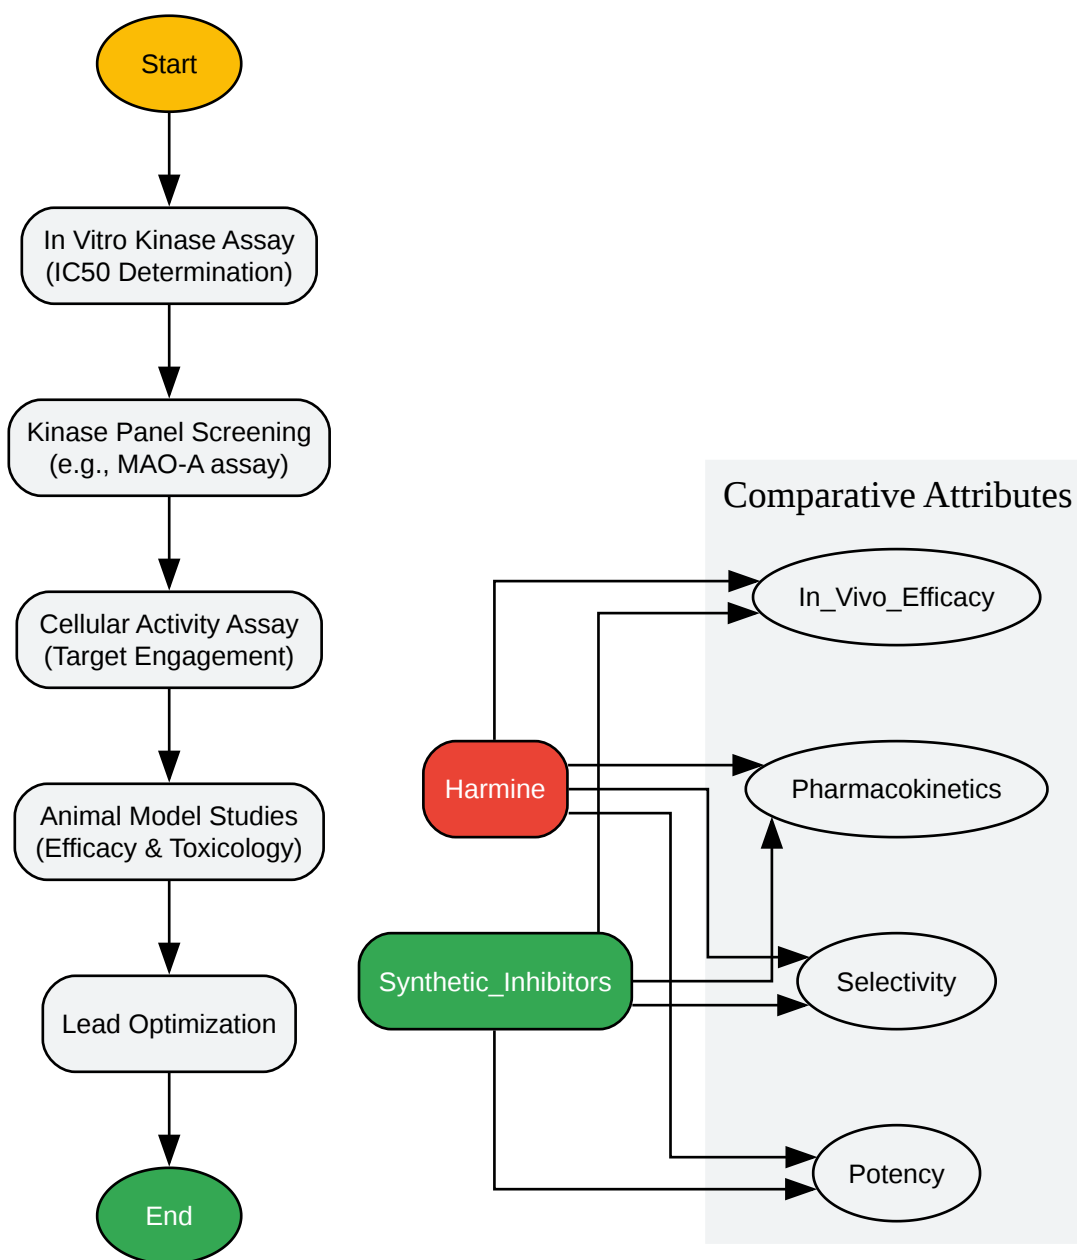 Start
In Vitro Kinase Assay
(IC50 Determination)
Kinase Panel Screening
(e.g., MAO-A assay)
Cellular Activity Assay
(Target Engagement)
Animal Model Studies
(Efficacy & Toxicology)
Lead Optimization
End
Harmine
Synthetic_Inhibitors
Comparative Attributes
In_Vivo_Efficacy
Pharmacokinetics
Selectivity
Potency